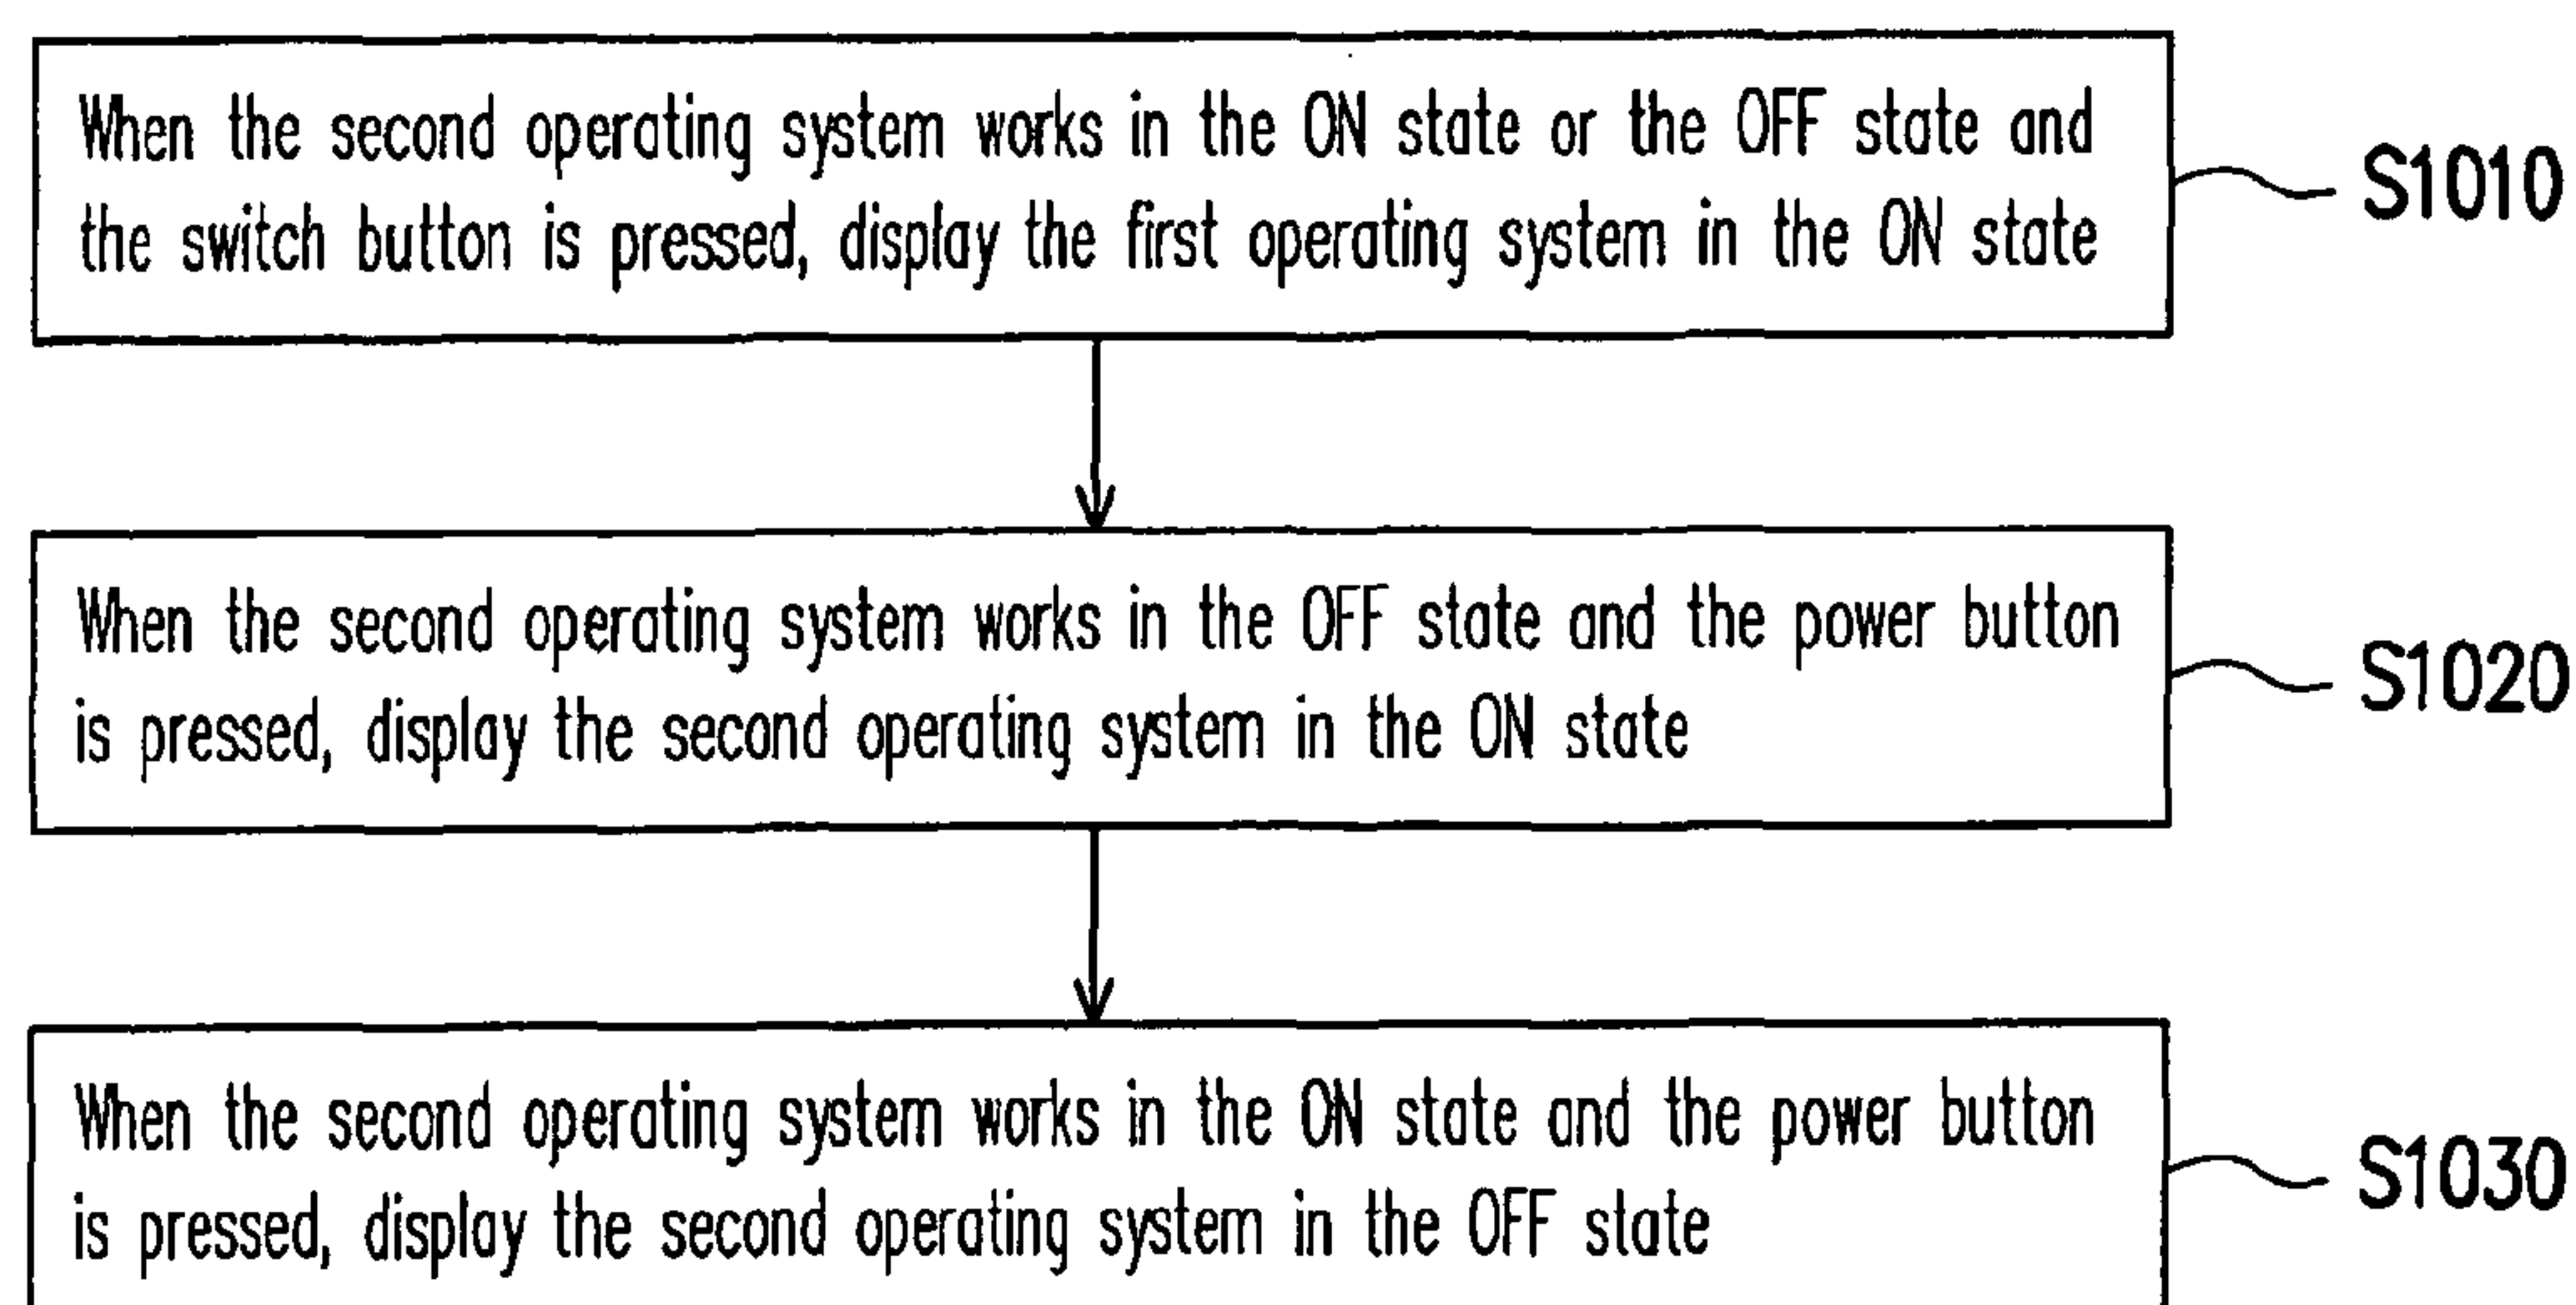 When the second operating system works in the ON state or the OFF state and
the switch button is pressed, display the first operating system in the ON state
S1010
When the second operating system works in the OFF state and the power button
is pressed, display the second operating system in the ON state
S1020
When the second operating system works in the ON state and the power button
is pressed, display the second operating system in the OFF state
S1030